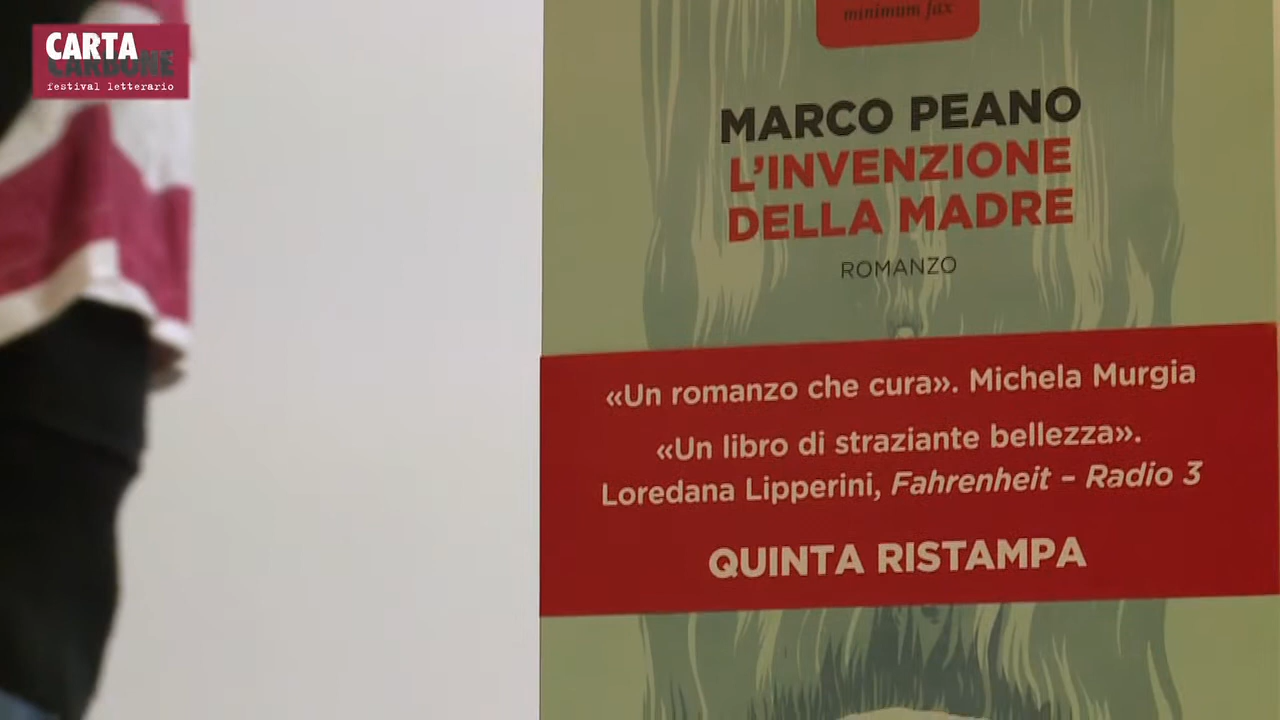 CARTA
CARBONE
festival letterario
minimum fax
MARCO PEANO
L'INVENZIONE
DELLA MADRE
ROMANZO
«Un romanzo che cura». Michela Murgia
«Un libro di straziante bellezza».
Loredana Lipperini, Fahrenheit – Radio 3
QUINTA RISTAMPA